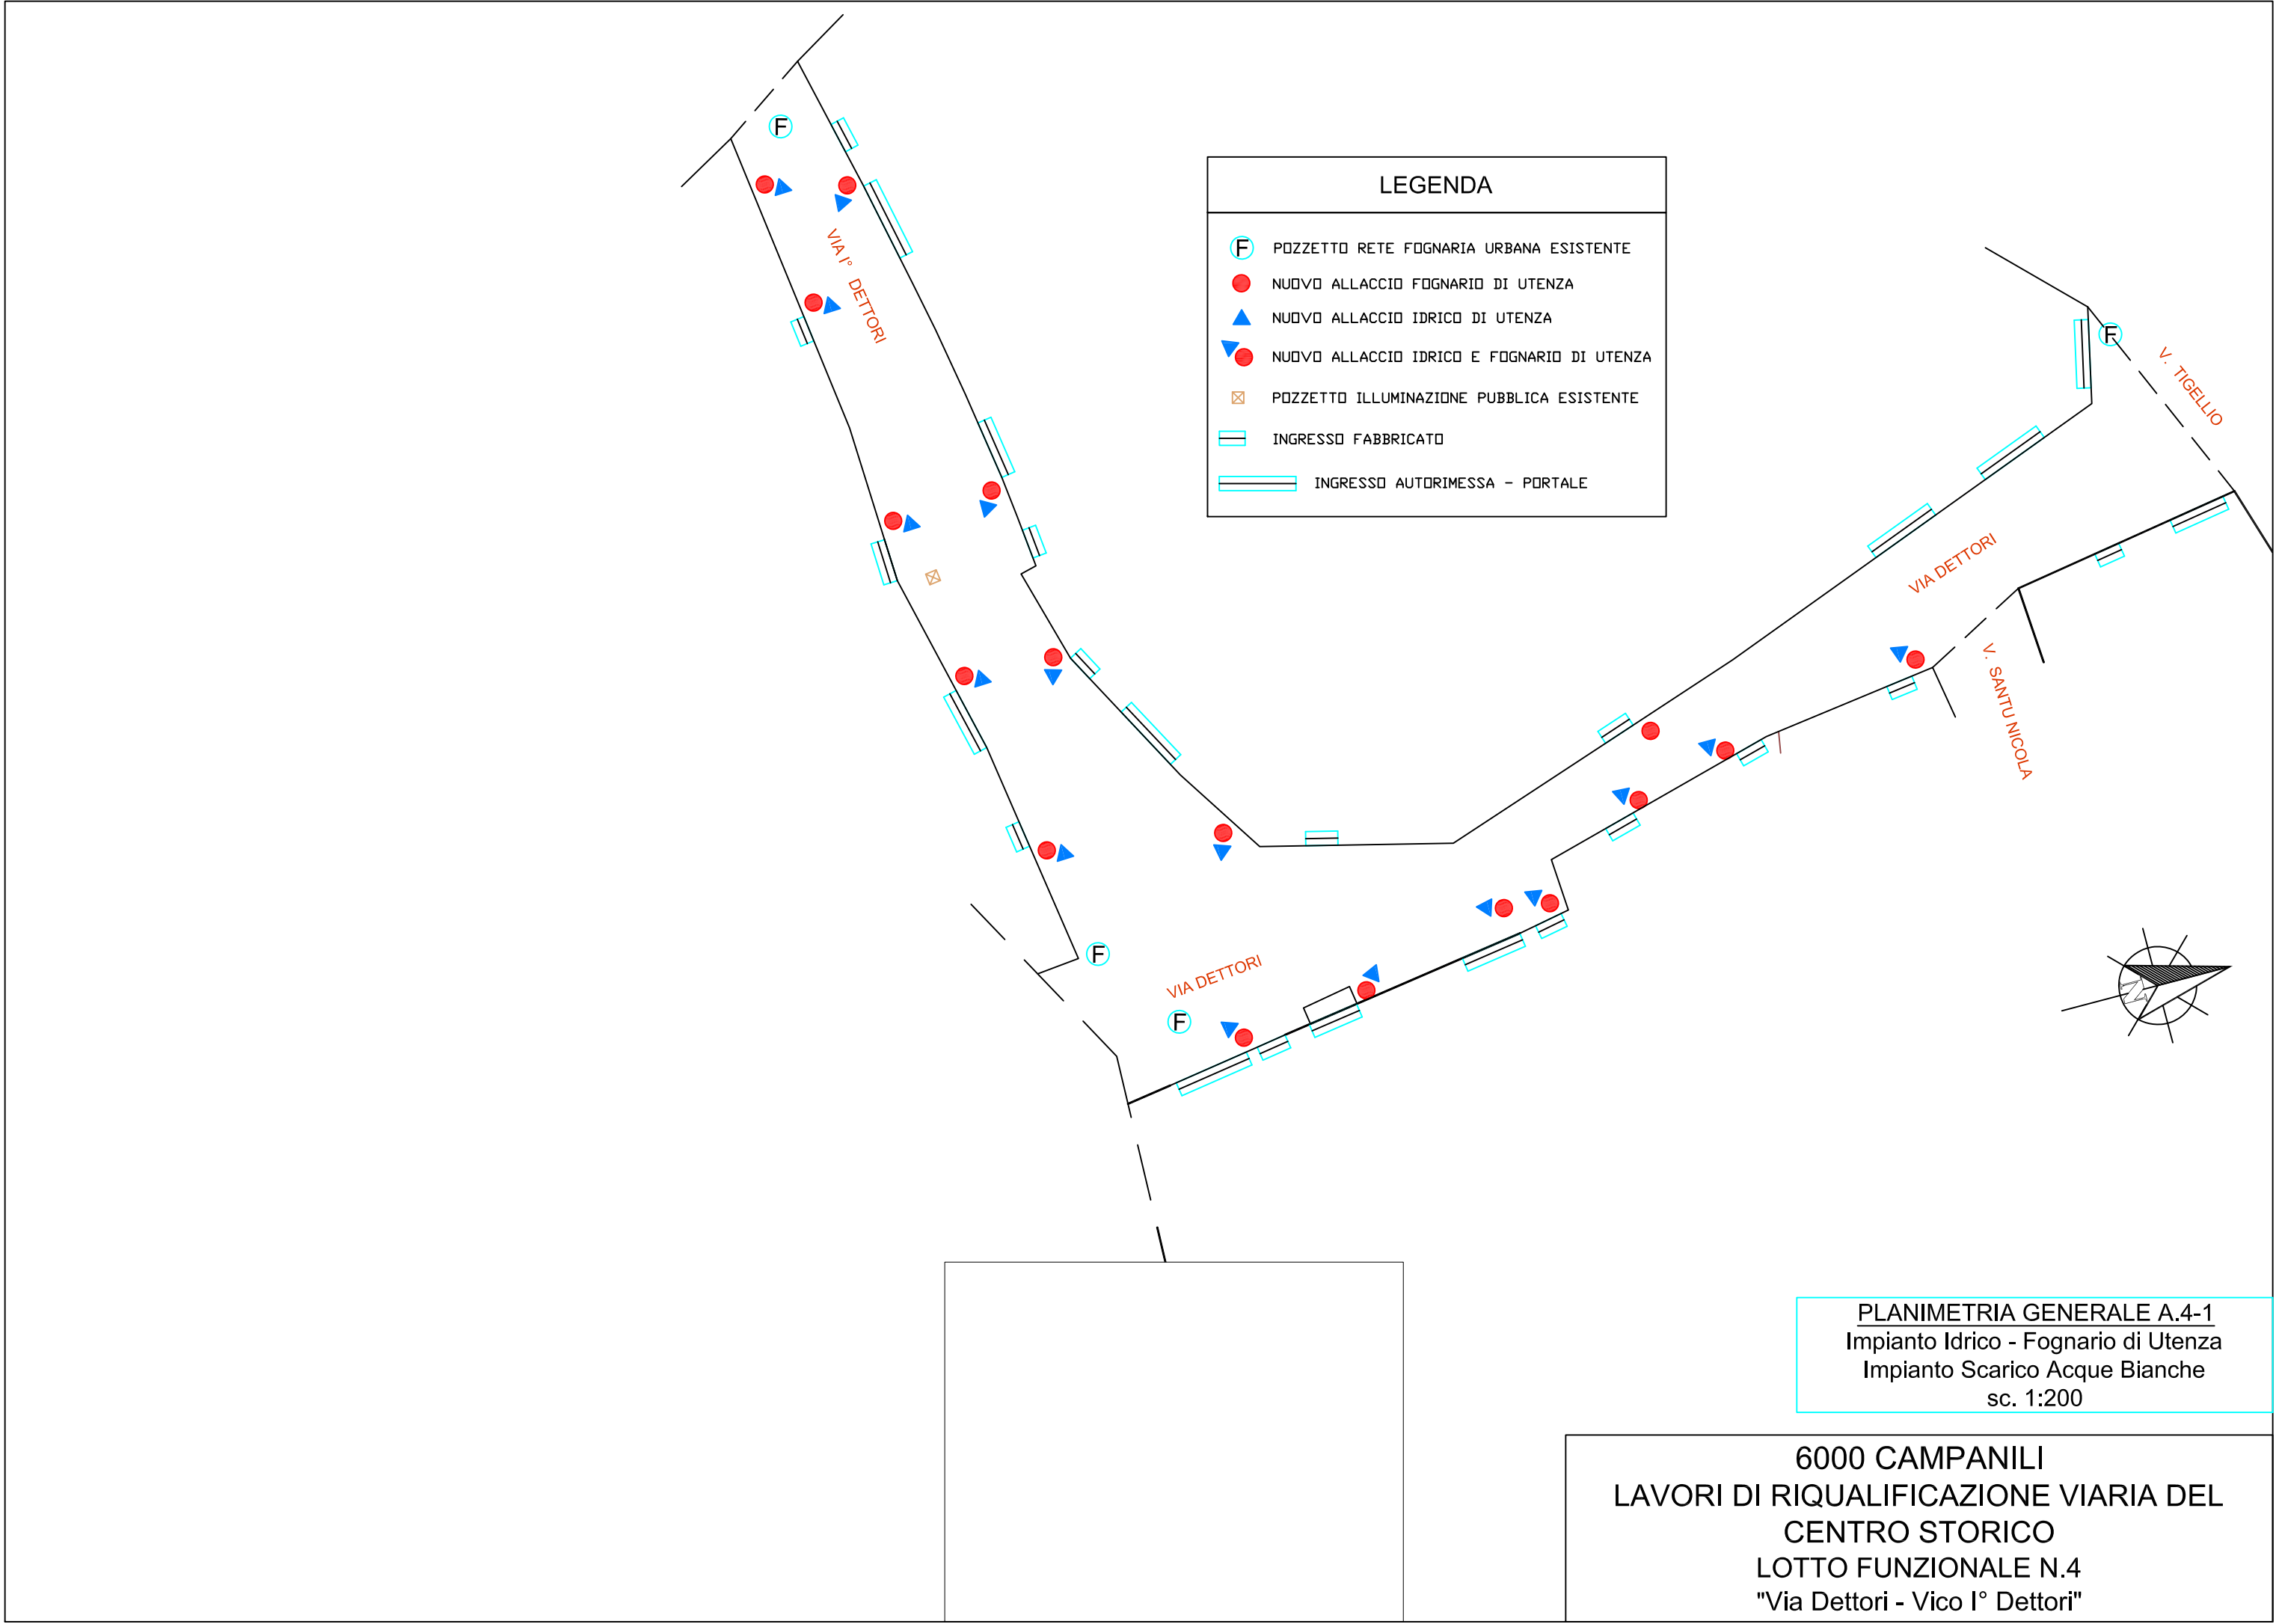 F
VIA I° DETTORI
LEGENDA
F POZZETTO RETE FOGNARIA URBANA ESISTENTE
NUOVO ALLACCIO FOGNARIO DI UTENZA
NUOVO ALLACCIO IDRICO DI UTENZA
NUOVO ALLACCIO IDRICO E FOGNARIO DI UTENZA
POZZETTO ILLUMINAZIONE PUBBLICA ESISTENTE
INGRESSO FABBRICATO
INGRESSO AUTORIMESSA - PORTALE
F
V. TIGELLIO
VIA DETTORI
V. SANTU NICOLA
F
VIA DETTORI
F
N
PLANIMETRIA GENERALE A.4-1
Impianto Idrico - Fognario di Utenza
Impianto Scarico Acque Bianche
sc. 1:200
6000 CAMPANILI
LAVORI DI RIQUALIFICAZIONE VIARIA DEL
CENTRO STORICO
LOTTO FUNZIONALE N.4
"Via Dettori - Vico I° Dettori"